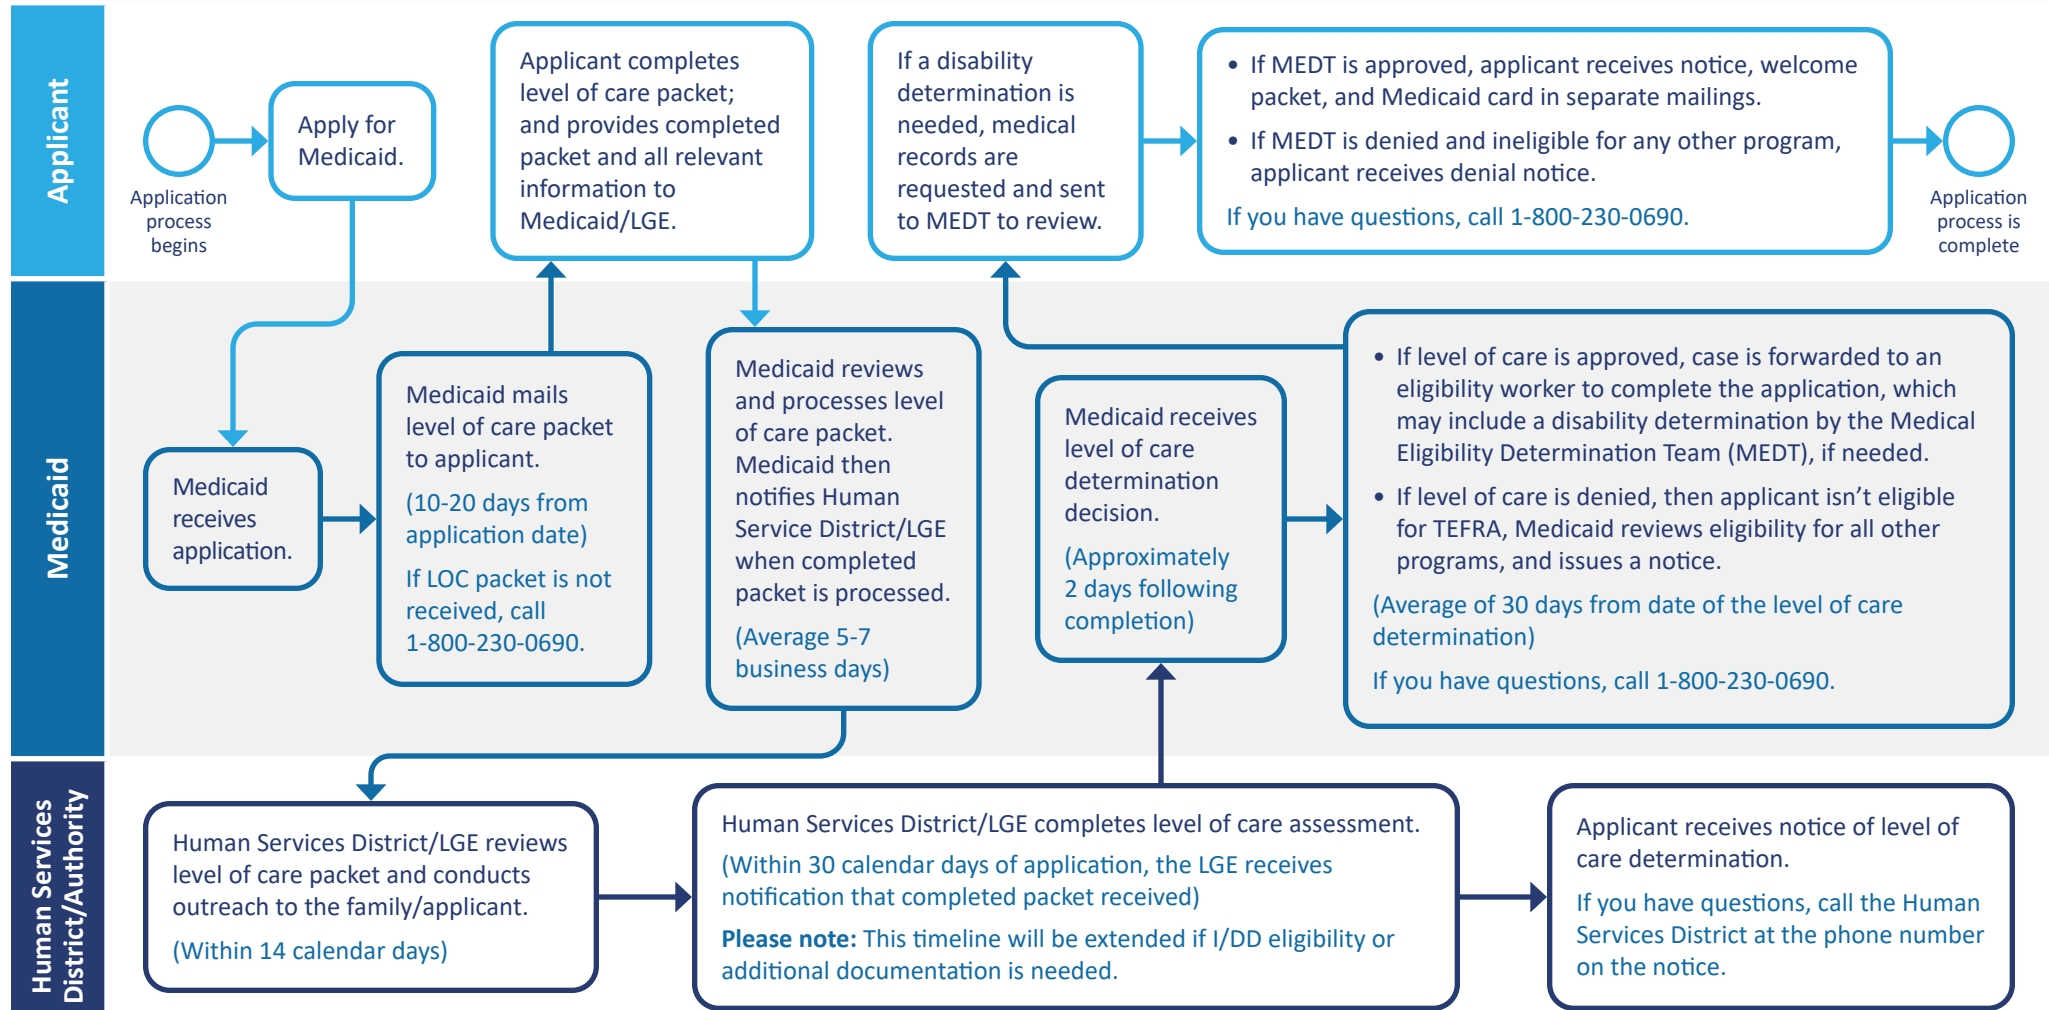 Applicant
Application
process
begins
Apply for
Medicaid.
Applicant completes
level of care packet;
and provides completed
packet and all relevant
information to
Medicaid/LGE.
If a disability
determination is
needed, medical
records are
requested and sent
to MEDT to review.
• If MEDT is approved, applicant receives notice, welcome
packet, and Medicaid card in separate mailings.
• If MEDT is denied and ineligible for any other program,
applicant receives denial notice.
If you have questions, call 1-800-230-0690.
Application
process is
complete
Medicaid
Medicaid
receives
application.
Medicaid mails
level of care packet
to applicant.
(10-20 days from
application date)
If LOC packet is not
received, call
1-800-230-0690.
Medicaid reviews
and processes level
of care packet.
Medicaid then
notifies Human
Service District/LGE
when completed
packet is processed.
(Average 5-7
business days)
Medicaid receives
level of care
determination
decision.
(Approximately
2 days following
completion)
• If level of care is approved, case is forwarded to an
eligibility worker to complete the application, which
may include a disability determination by the Medical
Eligibility Determination Team (MEDT), if needed.
• If level of care is denied, then applicant isn’t eligible
for TEFRA, Medicaid reviews eligibility for all other
programs, and issues a notice.
(Average of 30 days from date of the level of care
determination)
If you have questions, call 1-800-230-0690.
Human Services
District/Authority
Human Services District/LGE reviews
level of care packet and conducts
outreach to the family/applicant.
(Within 14 calendar days)
Human Services District/LGE completes level of care assessment.
(Within 30 calendar days of application, the LGE receives
notification that completed packet received)
Please note: This timeline will be extended if I/DD eligibility or
additional documentation is needed.
Applicant receives notice of level of
care determination.
If you have questions, call the Human
Services District at the phone number
on the notice.